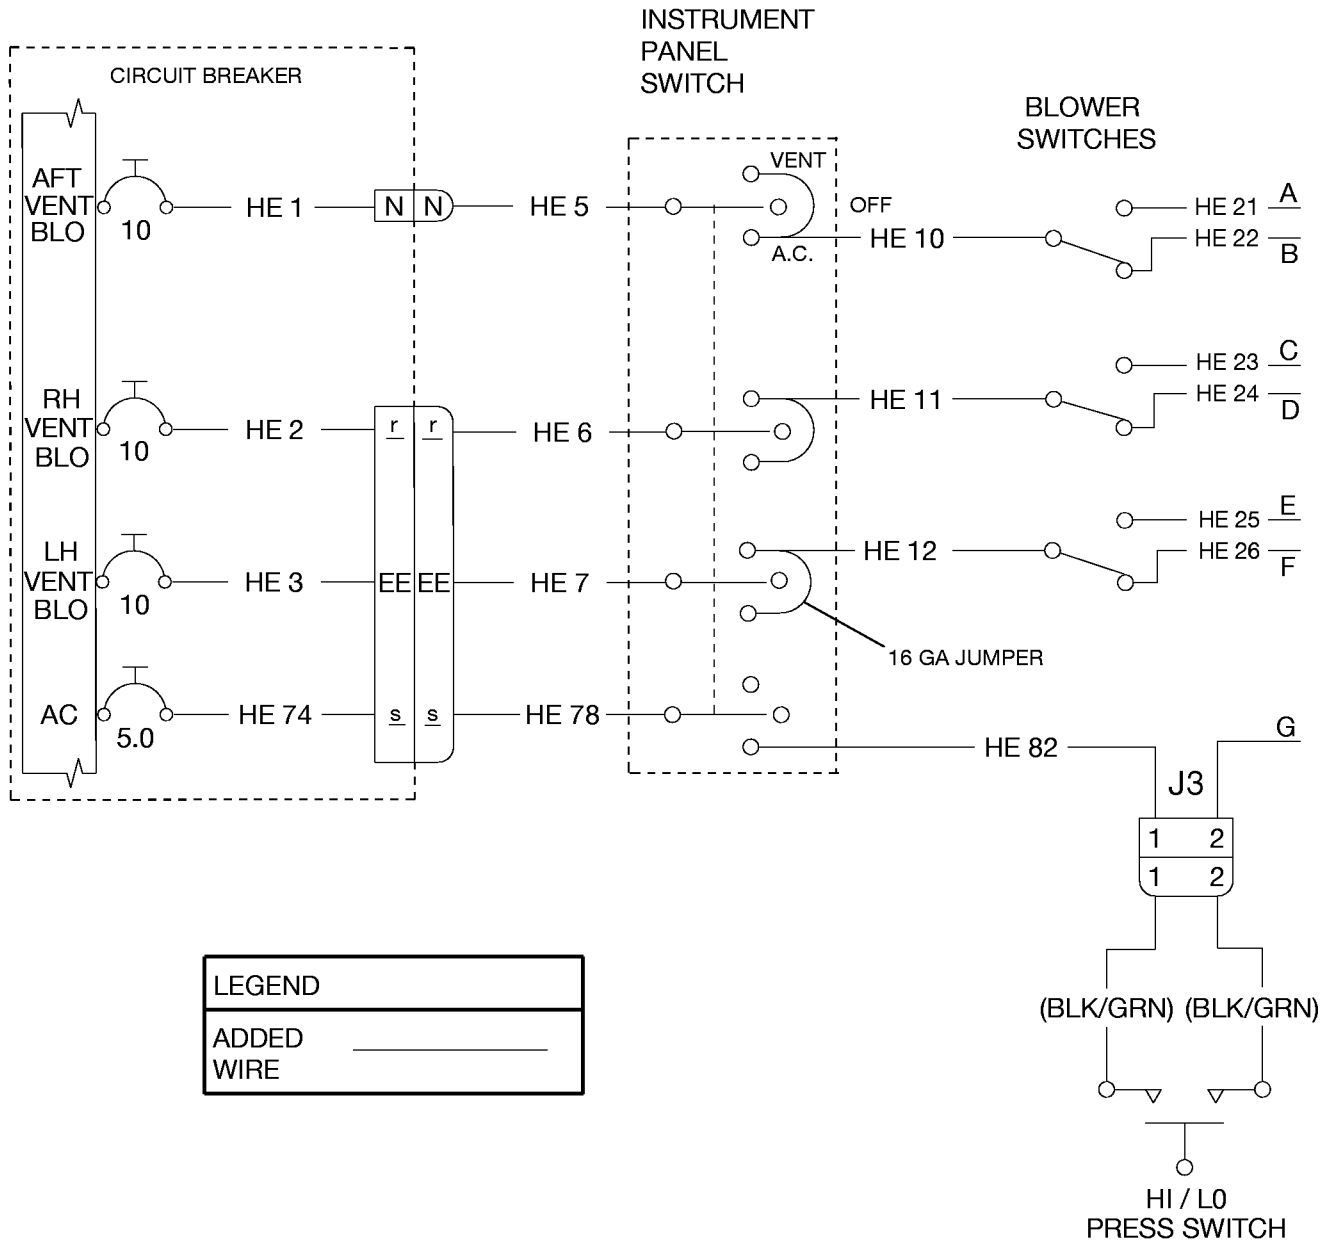 INSTRUMENT
PANEL
SWITCH
CIRCUIT BREAKER
BLOWER
SWITCHES
AFT
VENT
BLO
10
HE 1
N N
HE 5
VENT
OFF
A.C.
HE 10
HE 21 A
HE 22 B
RH
VENT
BLO
10
HE 2
r r
HE 6
HE 11
HE 23 C
HE 24 D
LH
VENT
BLO
10
HE 3
EE EE
HE 7
HE 12
HE 25 E
HE 26 F
16 GA JUMPER
AC
5.0
HE 74
s s
HE 78
HE 82
G
J3
1 2
1 2
(BLK/GRN) (BLK/GRN)
HI / L0
PRESS SWITCH
LEGEND
ADDED
WIRE